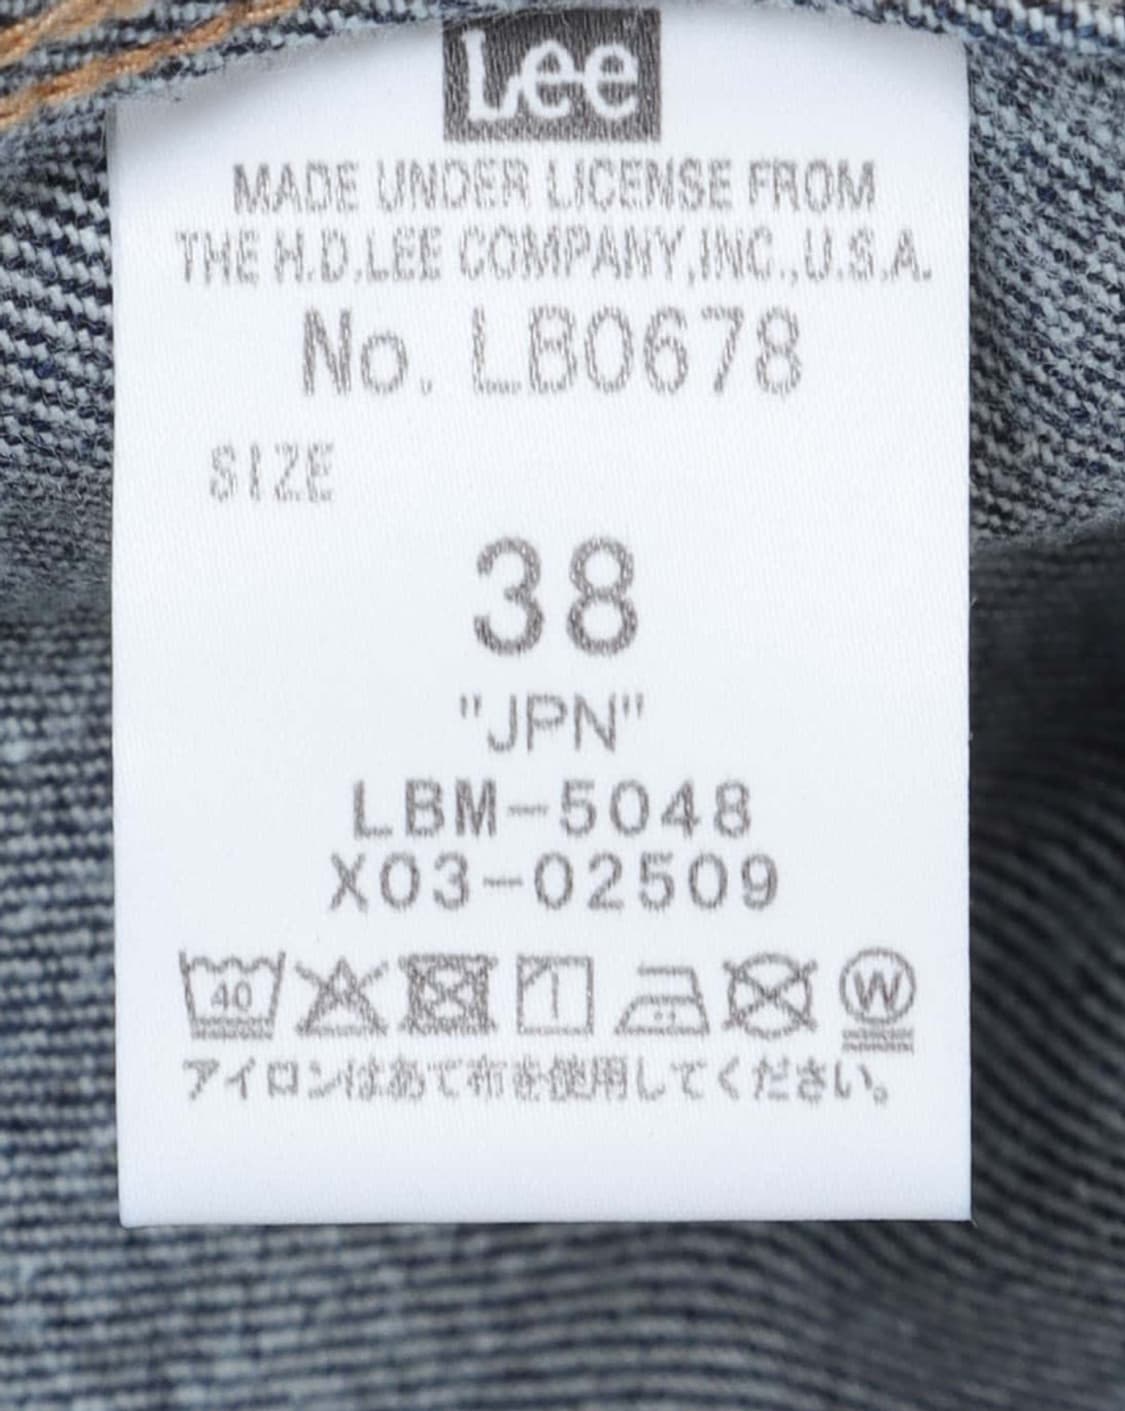 Lee
MADE UNDER LICENSE FROM
THE H.D.LEE COMPANY,INC.,U.S.A.
No. LB0678
SIZE
38
"JPN"
LBM-5048
X03-02509
40 W
アイロンはあて布を使用してください。